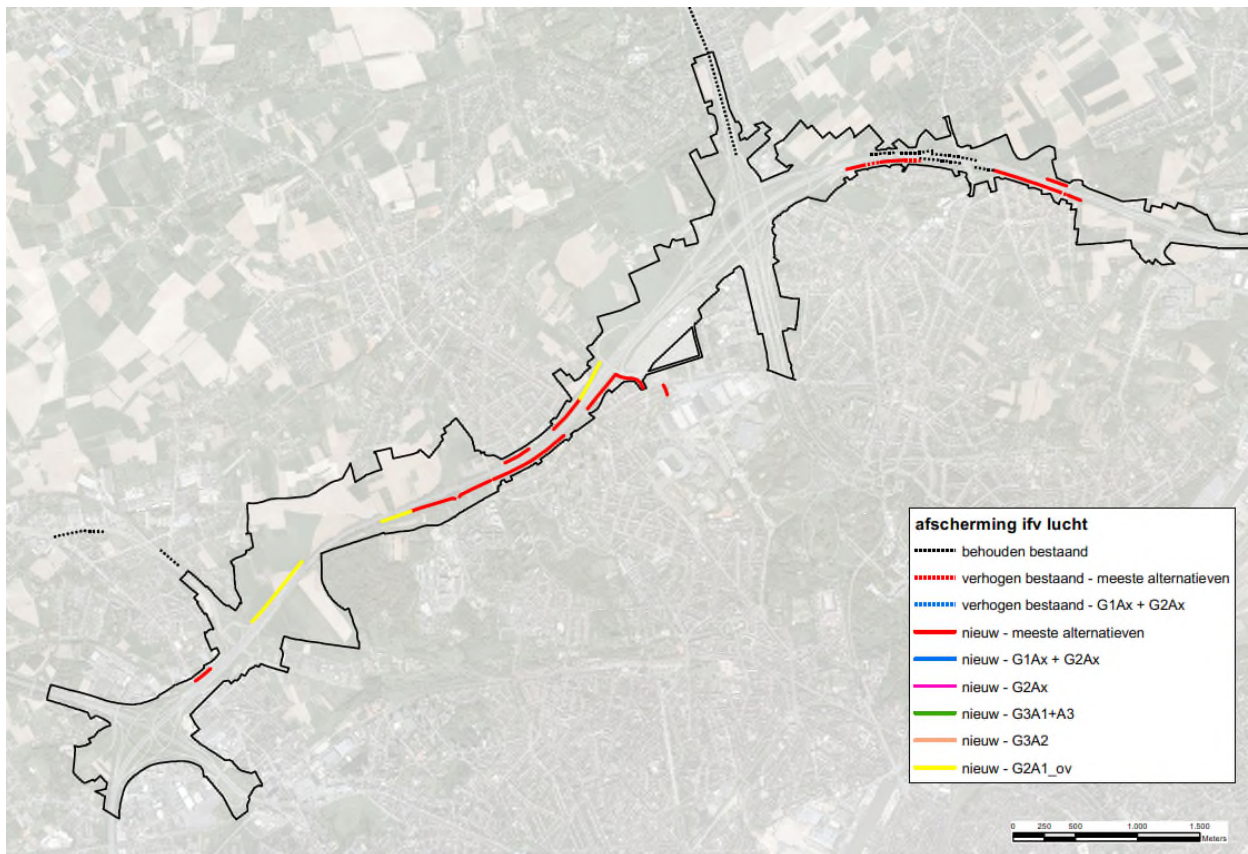 afscherming ifv lucht
behouden bestaand
verhogen bestaand - meeste alternatieven
verhogen bestaand - G1Ax + G2Ax
nieuw - meeste alternatieven
nieuw - G1Ax + G2Ax
nieuw - G2Ax
nieuw - G3A1+A3
nieuw - G3A2
nieuw - G2A1_ov
0 250 500 1.000 1.500
Meters